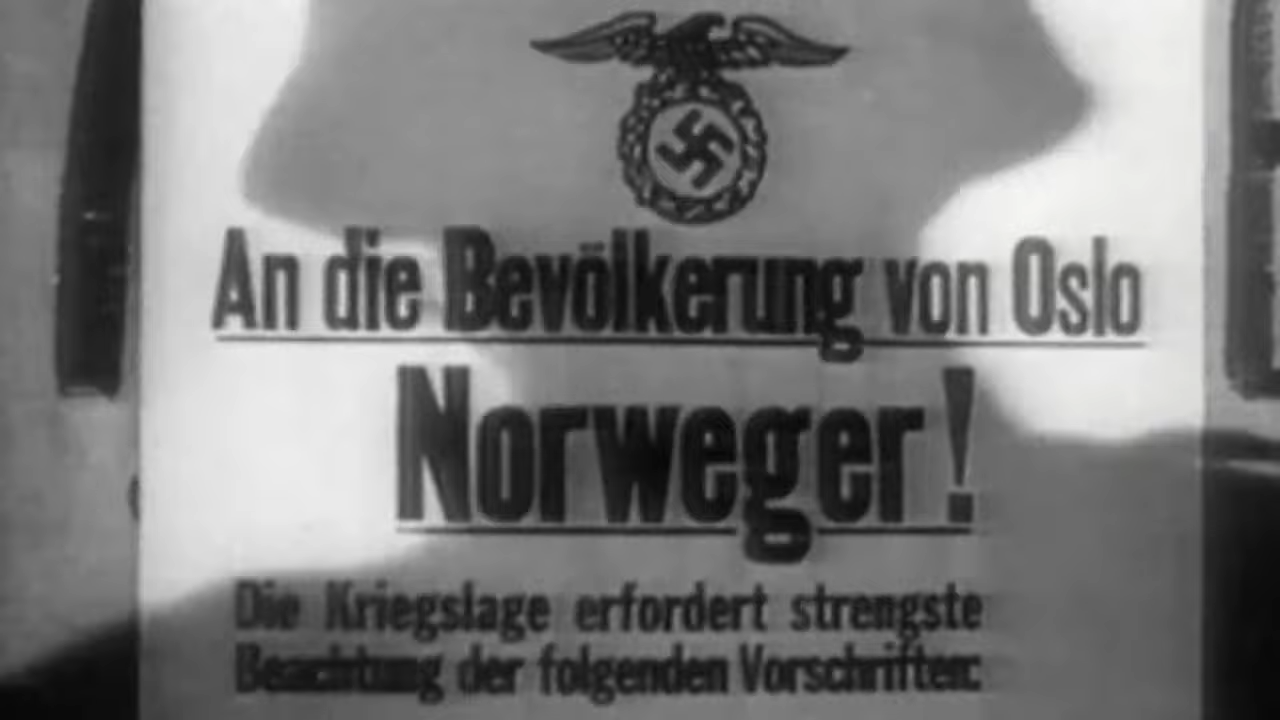 An die Bevölkerung von Oslo
Norweger!
Die Kriegslage erfordert strengste
Beachtung der folgenden Vorschriften: